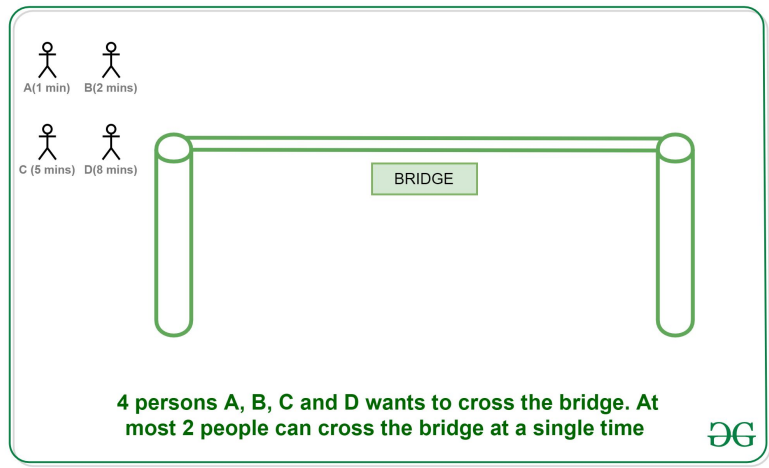 A(1 min) B(2 mins)
C (5 mins) D(8 mins)
BRIDGE
4 persons A, B, C and D wants to cross the bridge. At
most 2 people can cross the bridge at a single time